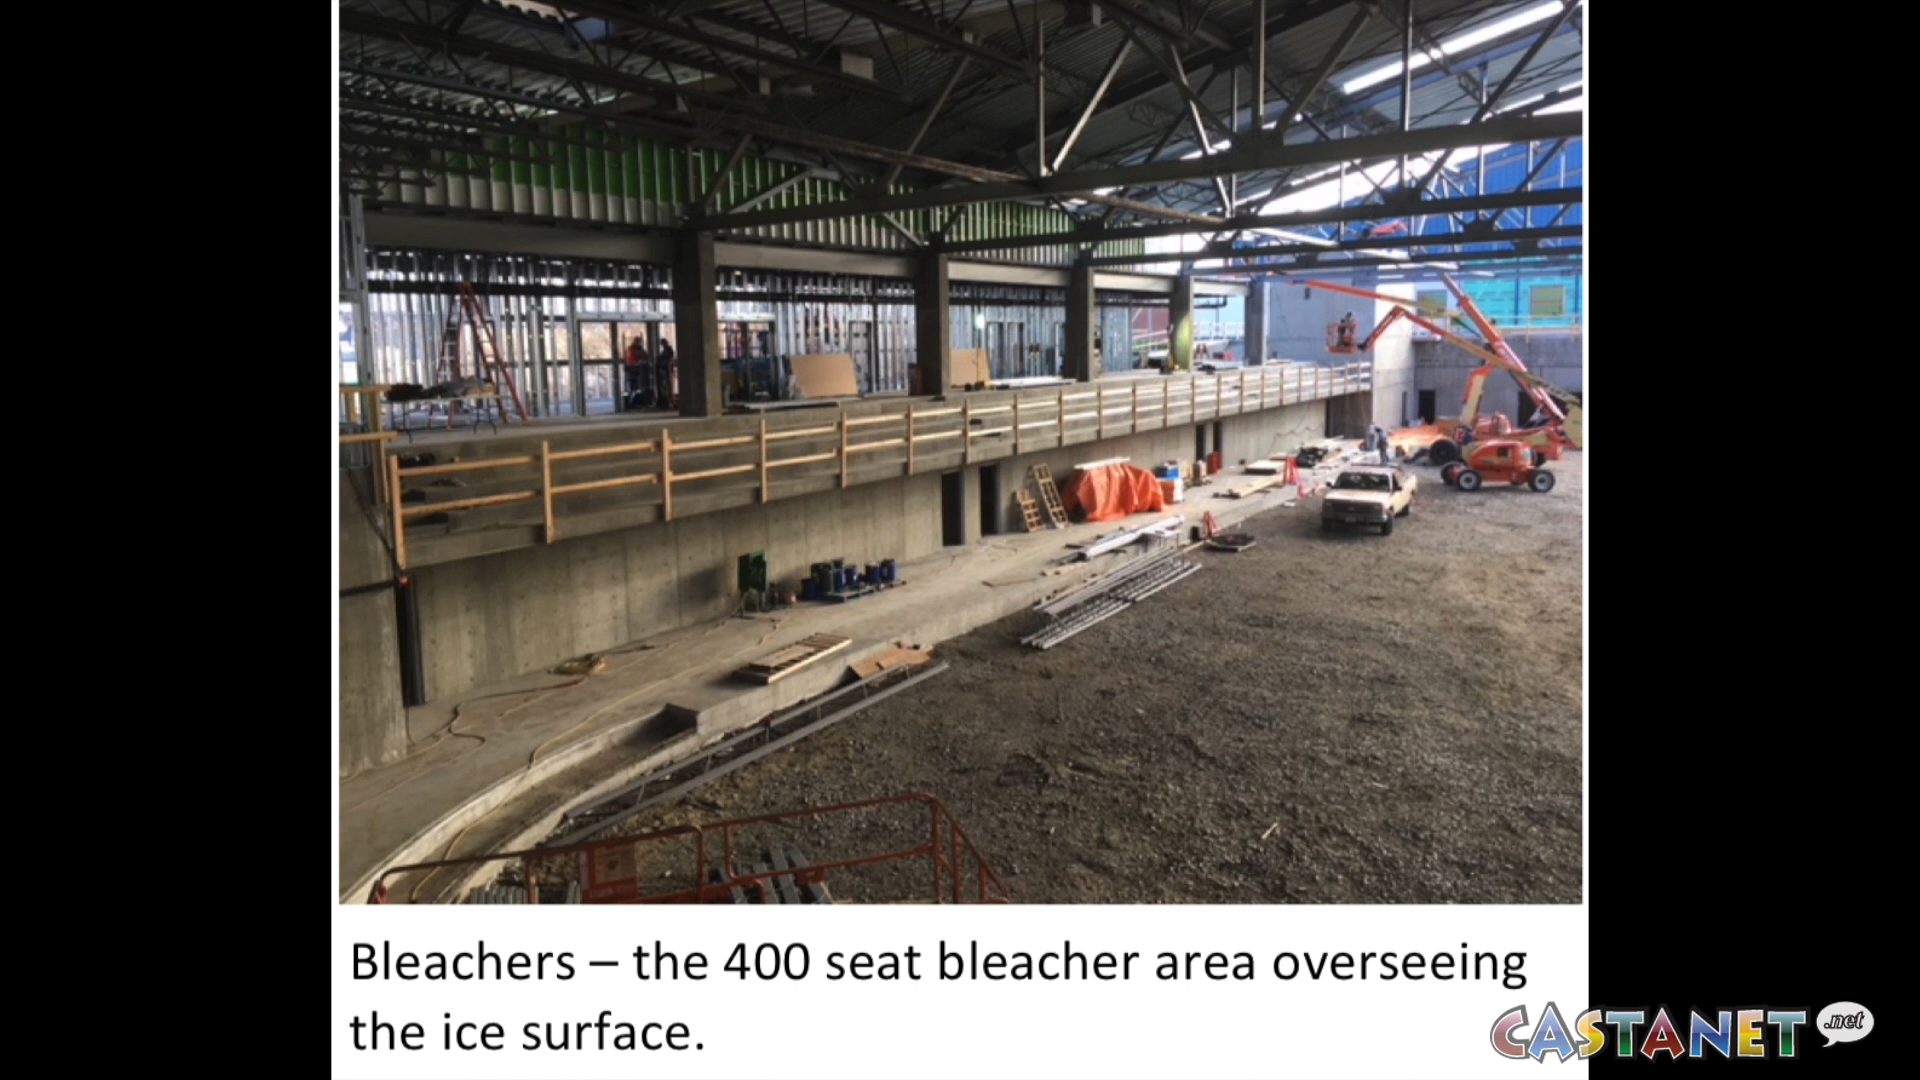 Bleachers – the 400 seat bleacher area overseeing
the ice surface.
CASTANET .net